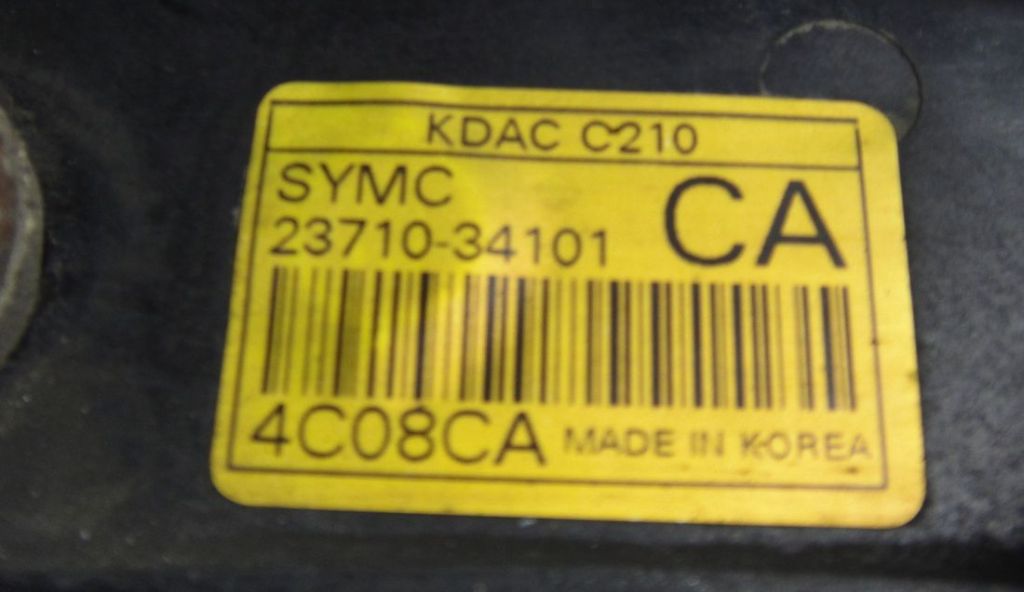 KDAC C210
SYMC
CA
23710-34101
4C08CA
MADE IN KOREA